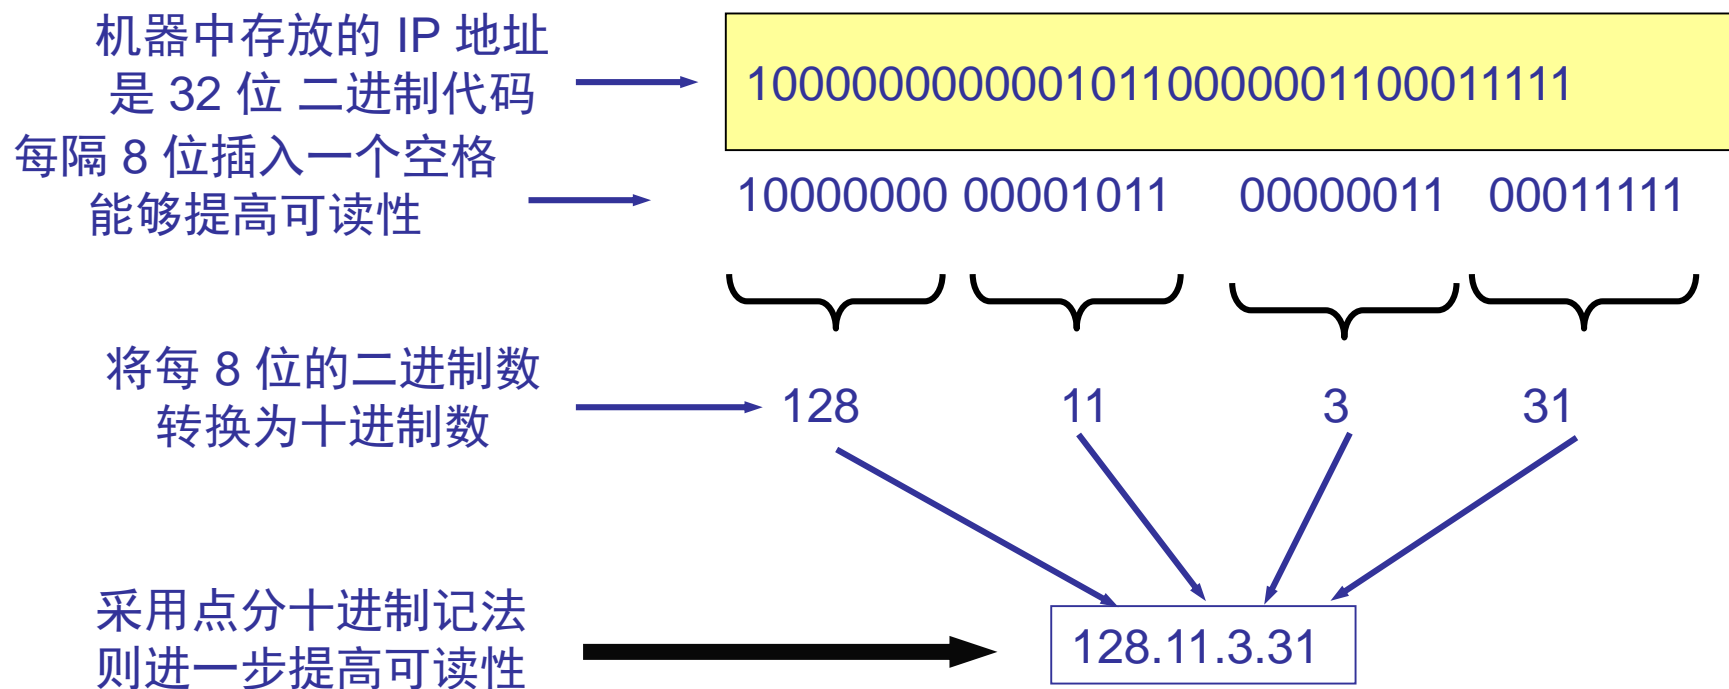 机器中存放的 IP 地址
是 32 位 二进制代码
10000000000010110000001100011111
每隔 8 位插入一个空格
能够提高可读性
10000000 00001011 00000011 00011111
将每 8 位的二进制数
转换为十进制数
128 11 3 31
采用点分十进制记法
则进一步提高可读性
128.11.3.31